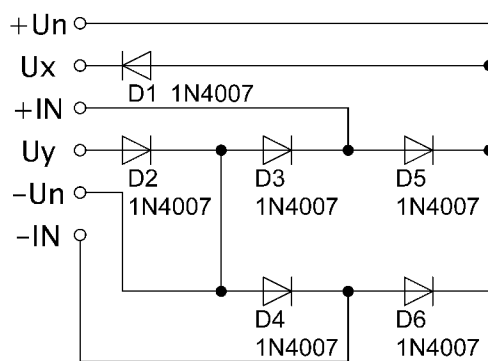 +Un
Ux
D1 1N4007
+IN
Uy
D2 D3 D5
1N4007 1N4007 1N4007
−Un
−IN
D4 D6
1N4007 1N4007